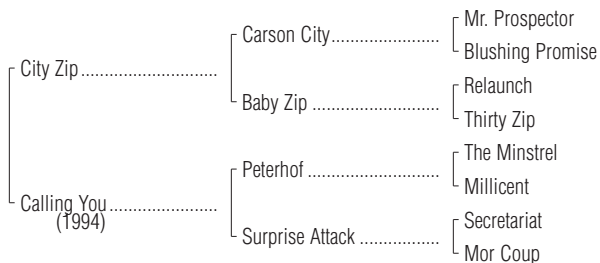 Mr. Prospector
Carson City........................
Blushing Promise
City Zip..............................
Relaunch
Baby Zip ...........................
Thirty Zip
The Minstrel
Peterhof ............................
Millicent
Calling You........................
(1994)
Secretariat
Surprise Attack .................
Mor Coup